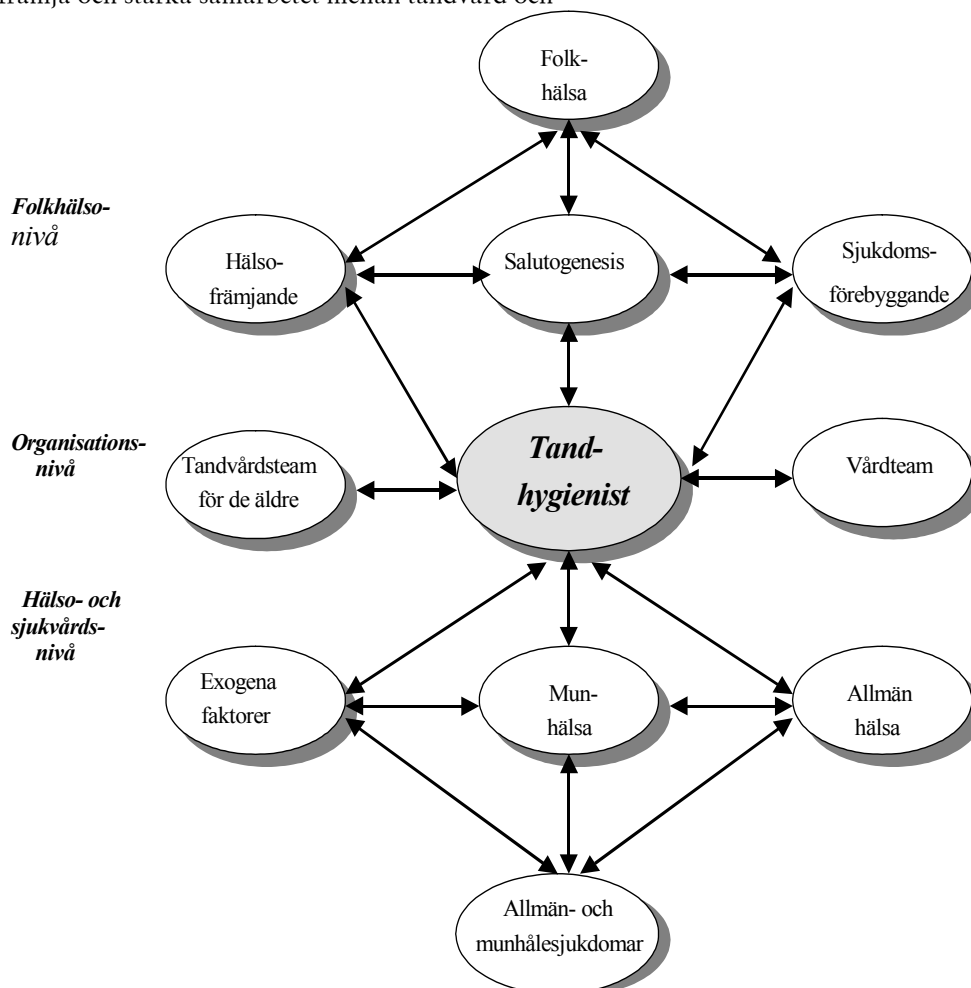 främja och stärka samarbetet mellan tandvård och
Folk-
hälsa
Folkhälso-
nivå
Hälso-
främjande
Salutogenesis
Sjukdoms-
förebyggande
Organisations-
nivå
Tandvårdsteam
för de äldre
Tand-
hygienist
Vårdteam
Hälso- och
sjukvårds-
nivå
Exogena
faktorer
Mun-
hälsa
Allmän
hälsa
Allmän- och
munhålesjukdomar